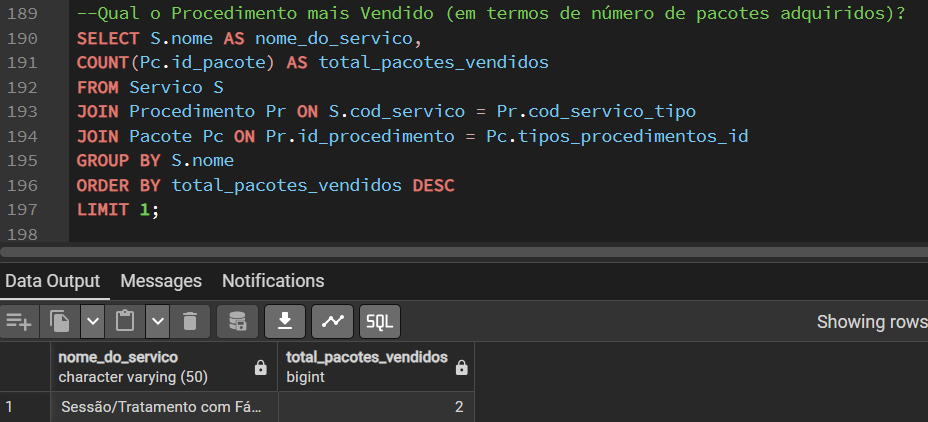 189 --Qual o Procedimento mais Vendido (em termos de número de pacotes adquiridos)?
190 SELECT S.nome AS nome_do_servico,
191 COUNT(Pc.id_pacote) AS total_pacotes_vendidos
192 FROM Servico S
193 JOIN Procedimento Pr ON S.cod_servico = Pr.cod_servico_tipo
194 JOIN Pacote Pc ON Pr.id_procedimento = Pc.tipos_procedimentos_id
195 GROUP BY S.nome
196 ORDER BY total_pacotes_vendidos DESC
197 LIMIT 1;
198
Data Output Messages Notifications
SQL
Showing rows
nome_do_servico total_pacotes_vendidos
character varying (50) bigint
1 Sessão/Tratamento com Fá... 2